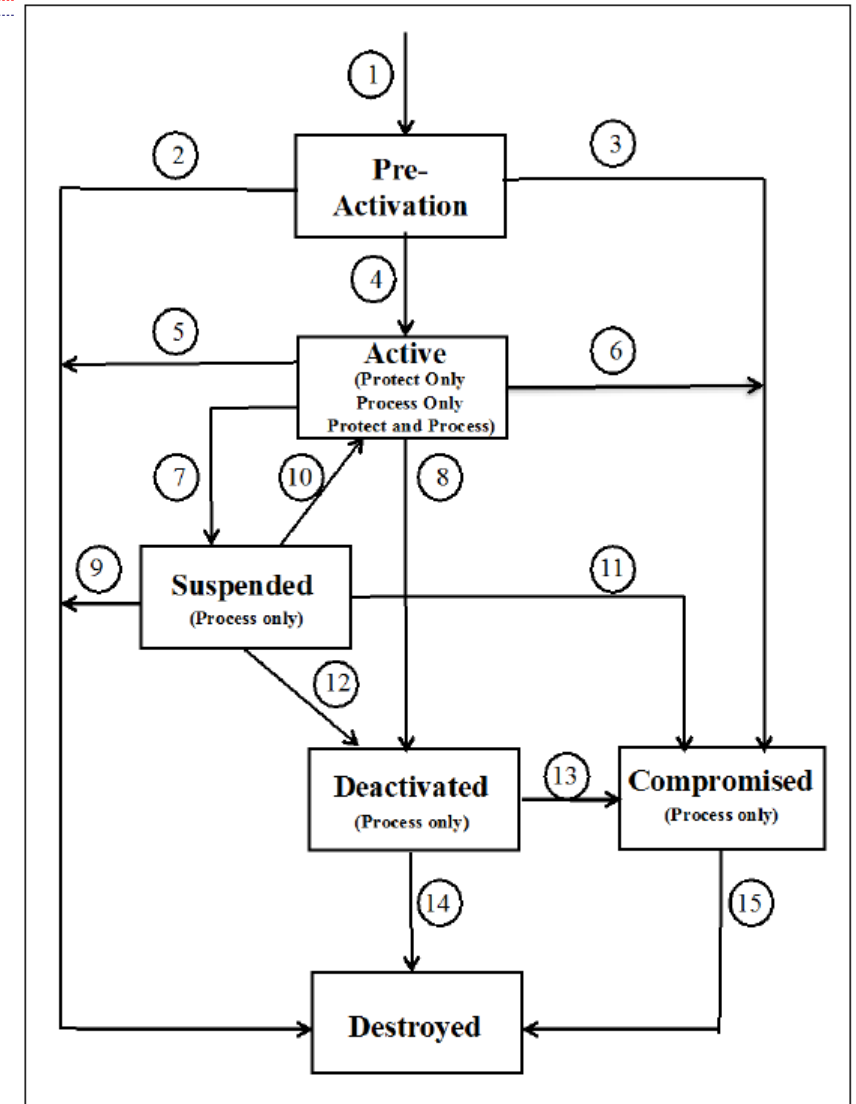 1
2
3
Pre-
Activation
4
5
6
Active
(Protect Only
Process Only
Protect and Process)
7
10
8
9
11
Suspended
(Process only)
12
13
Deactivated
(Process only)
Compromised
(Process only)
14
15
Destroyed